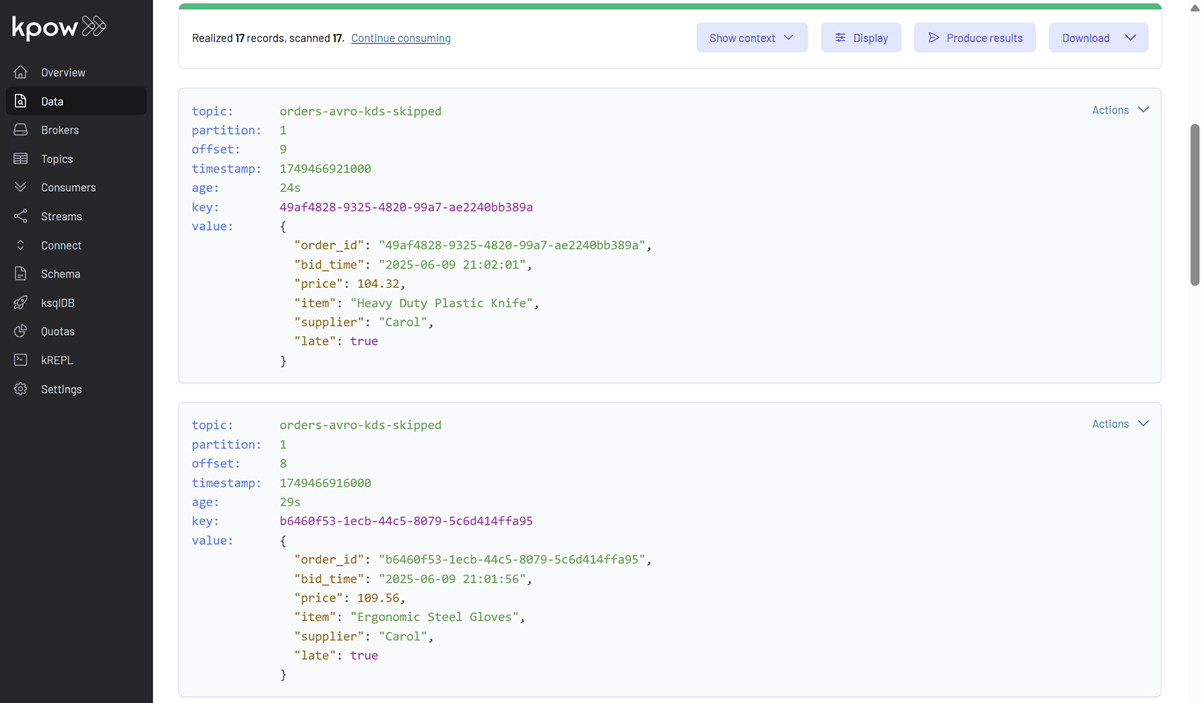 kpow
Overview
Data
Brokers
Topics
Consumers
Streams
Connect
Schema
ksqlDB
Quotas
kREPL
Settings
Realized 17 records, scanned 17. Continue consuming
Show context
Display
Produce results
Download
Actions
topic: orders-avro-kds-skipped
partition: 1
offset: 9
timestamp: 1749466921000
age: 24s
key: 49af4828-9325-4820-99a7-ae2240bb389a
value: {
"order_id": "49af4828-9325-4820-99a7-ae2240bb389a",
"bid_time": "2025-06-09 21:02:01",
"price": 104.32,
"item": "Heavy Duty Plastic Knife",
"supplier": "Carol",
"late": true
}
Actions
topic: orders-avro-kds-skipped
partition: 1
offset: 8
timestamp: 1749466916000
age: 29s
key: b6460f53-1ecb-44c5-8079-5c6d414ffa95
value: {
"order_id": "b6460f53-1ecb-44c5-8079-5c6d414ffa95",
"bid_time": "2025-06-09 21:01:56",
"price": 109.56,
"item": "Ergonomic Steel Gloves",
"supplier": "Carol",
"late": true
}